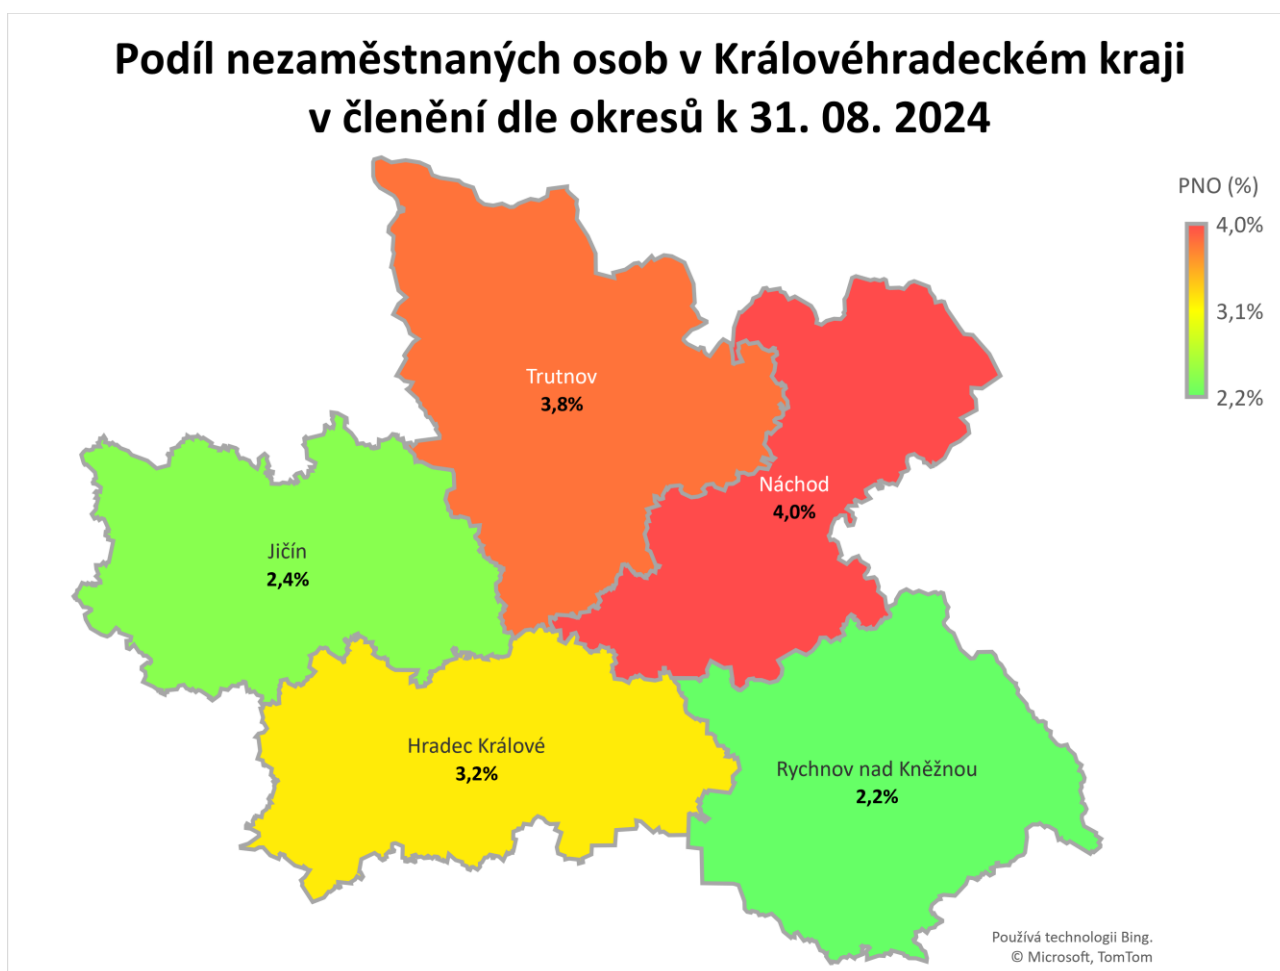 Podíl nezaměstnaných osob v Královéhradeckém kraji
v členění dle okresů k 31. 08. 2024
PNO (%)
4,0%
3,1%
2,2%
Trutnov
3,8%
Náchod
4,0%
Jičín
2,4%
Hradec Králové
3,2%
Rychnov nad Kněžnou
2,2%
Používá technologii Bing.
© Microsoft, TomTom